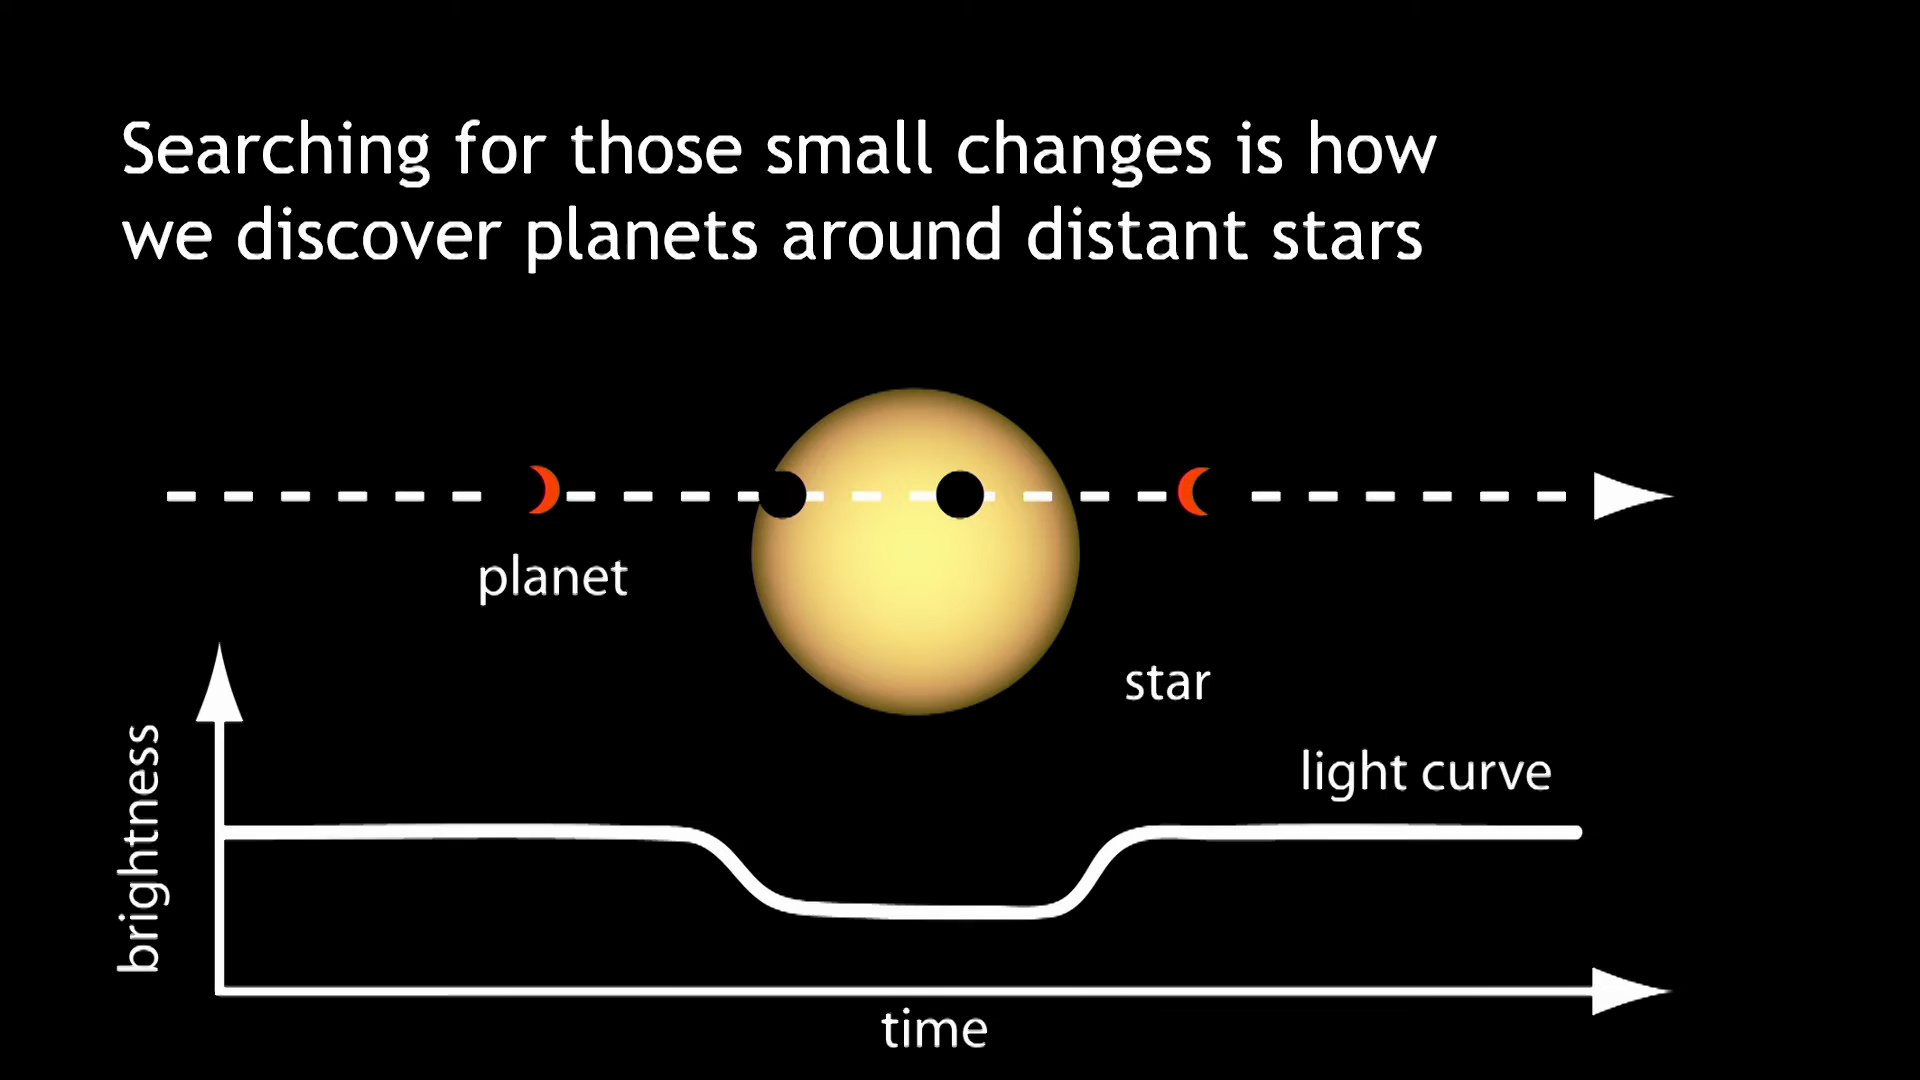 Searching for those small changes is how
we discover planets around distant stars
planet
star
light curve
brightness
time